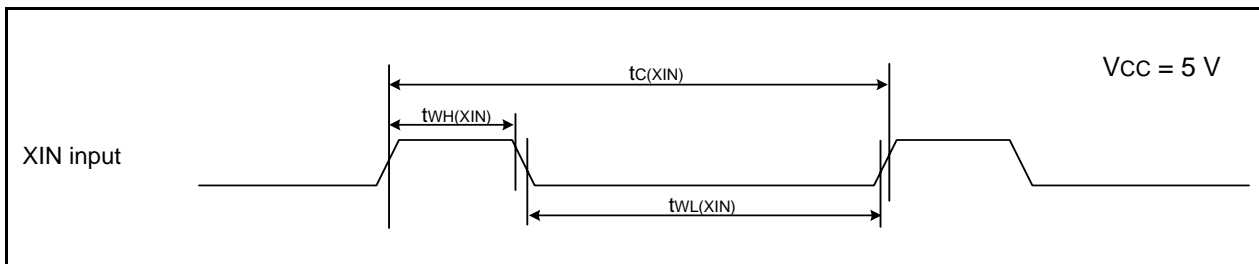 VCC = 5 V
tC(XIN)
tWH(XIN)
XIN input
tWL(XIN)